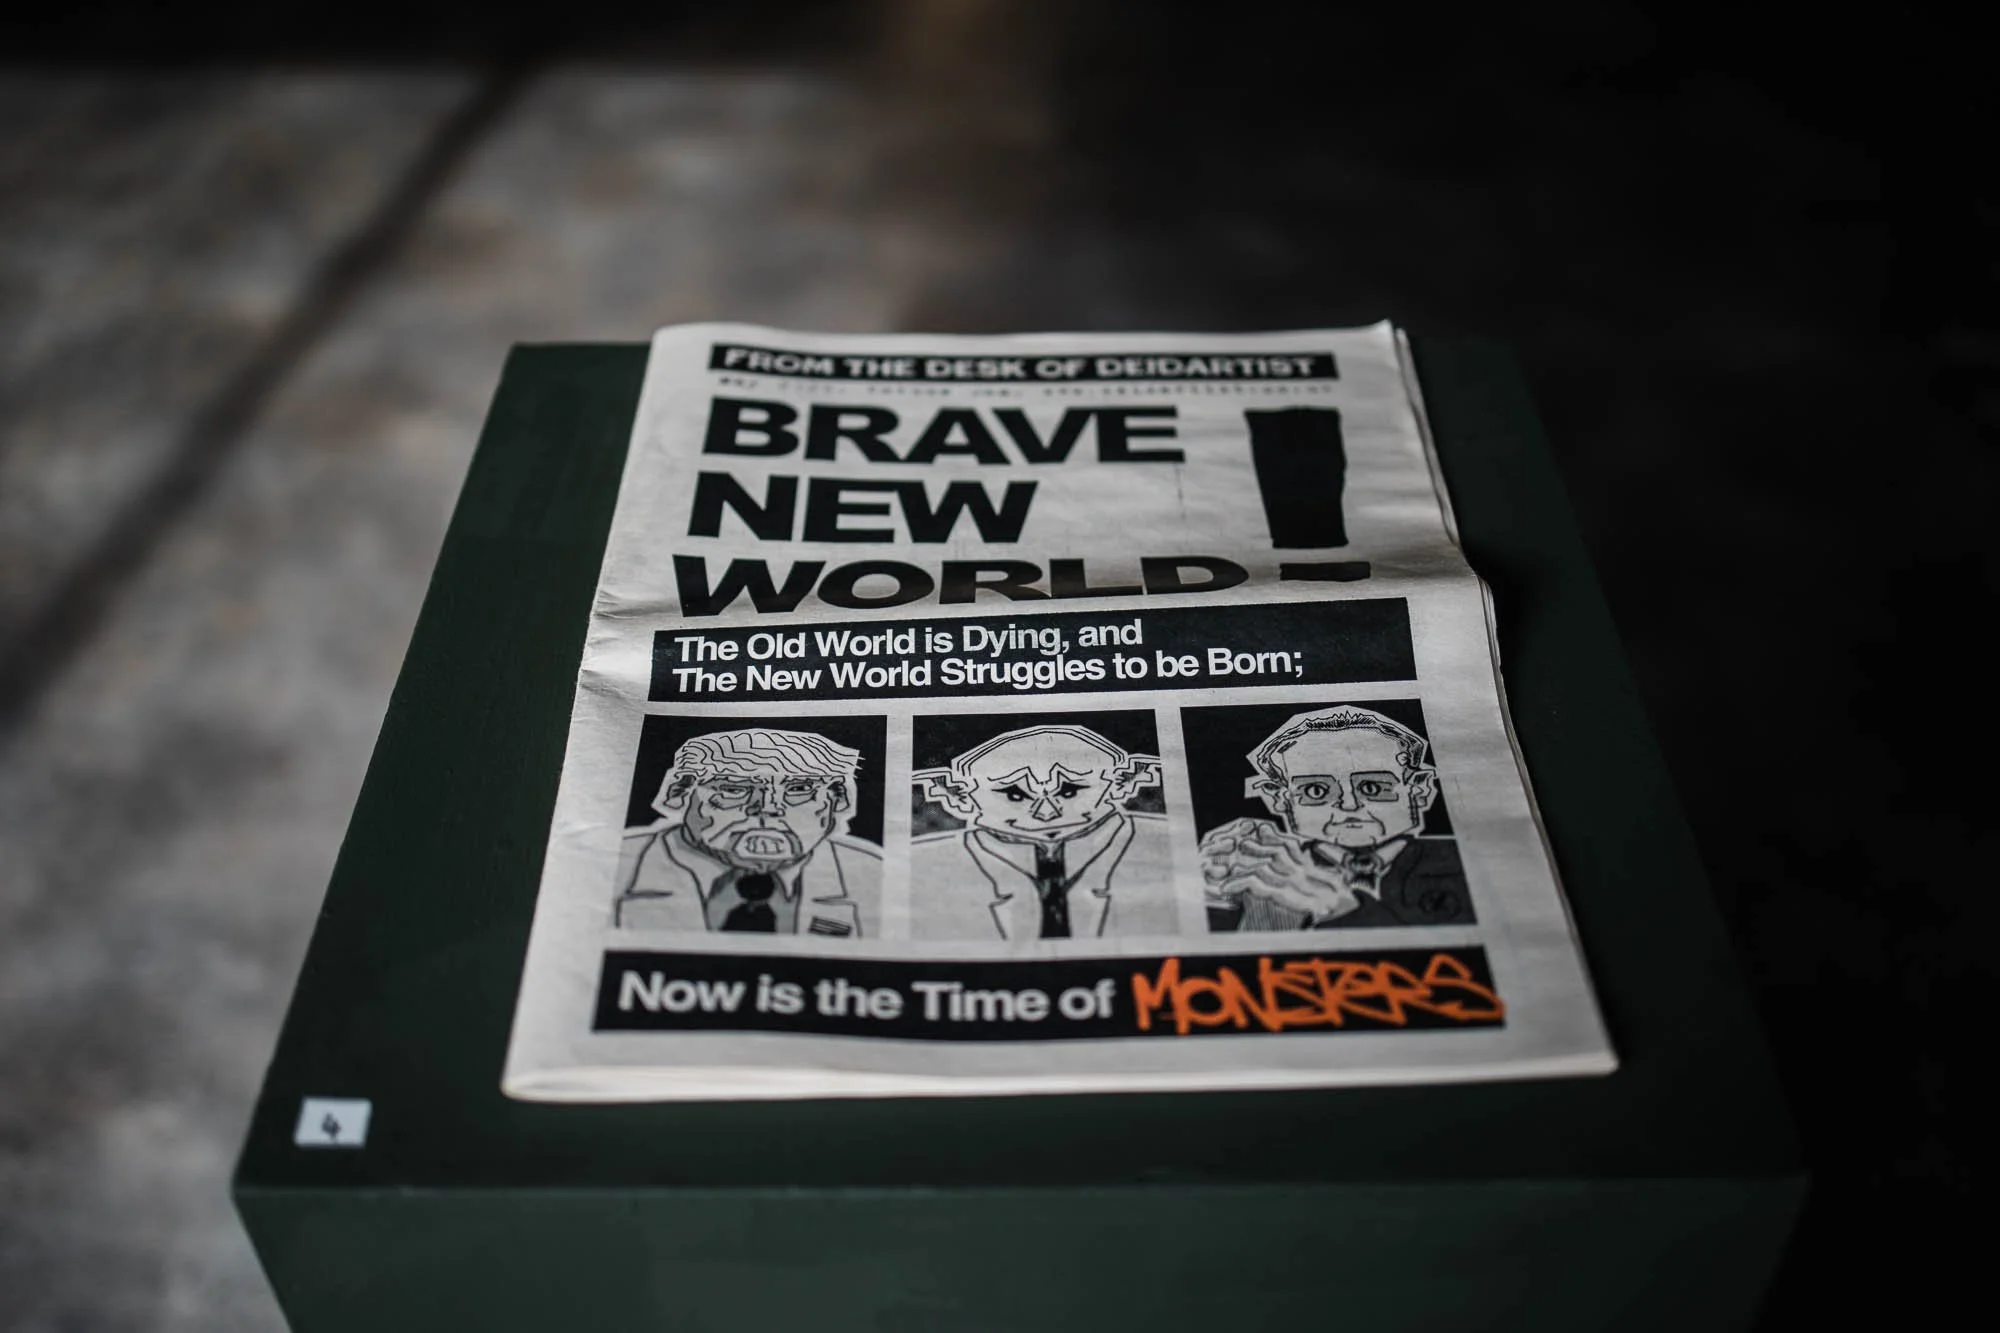 FROM THE DESK OF DEIDARTIST
BRAVE
NEW
WORLD!
The Old World is Dying, and
The New World Struggles to be Born;
Now is the Time of MONSTERS
4